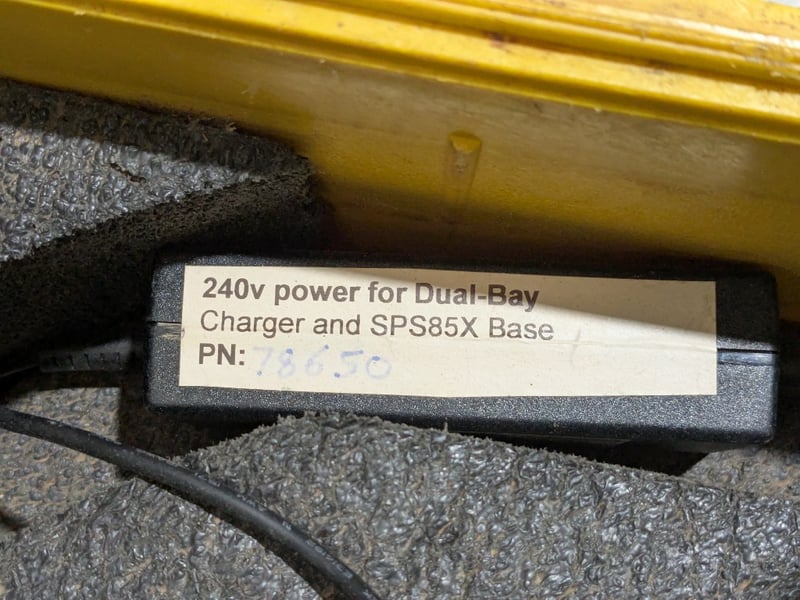 240v power for Dual-Bay
Charger and SPS85X Base
PN: 78650